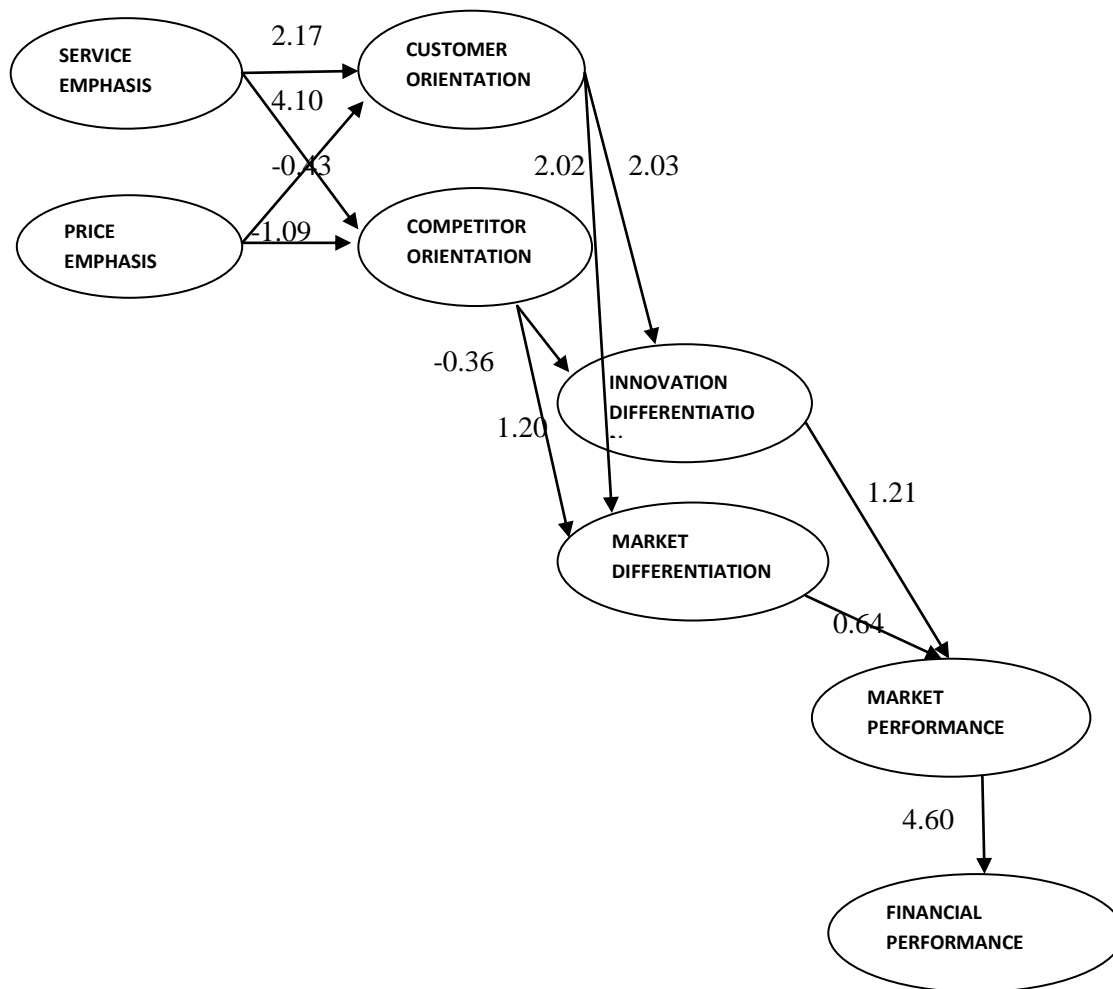 2.17
SERVICE
EMPHASIS
CUSTOMER
ORIENTATION
4.10
-0.43
2.02
2.03
PRICE
EMPHASIS
-1.09
COMPETITOR
ORIENTATION
-0.36
INNOVATION
DIFFERENTIATIO
1.20
1.21
MARKET
DIFFERENTIATION
0.64
MARKET
PERFORMANCE
4.60
FINANCIAL
PERFORMANCE